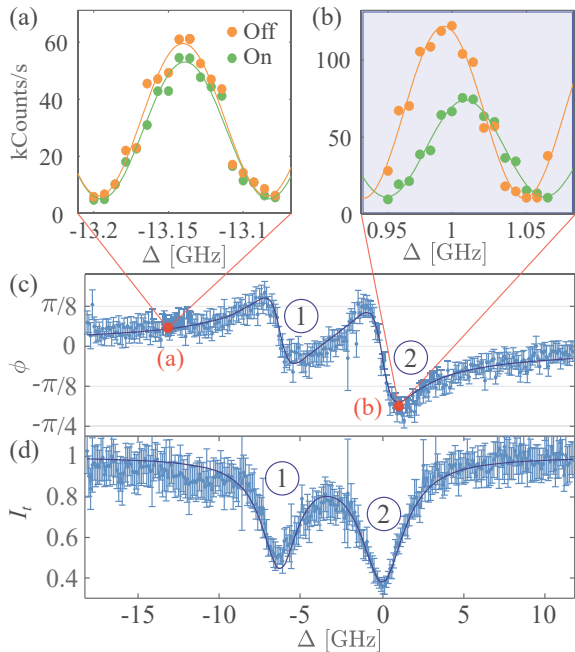 (a)
Off
On
kCounts/s
60
40
20
0
-13.2
-13.15
-13.1
Δ [GHz]
(b)
100
50
0
0.95
1
1.05
Δ [GHz]
(c)
π/8
0
-π/8
-π/4
ϕ
1
2
(a)
(b)
(d)
1
0.8
0.6
0.4
I_t
1
2
-15
-10
-5
0
5
10
Δ [GHz]